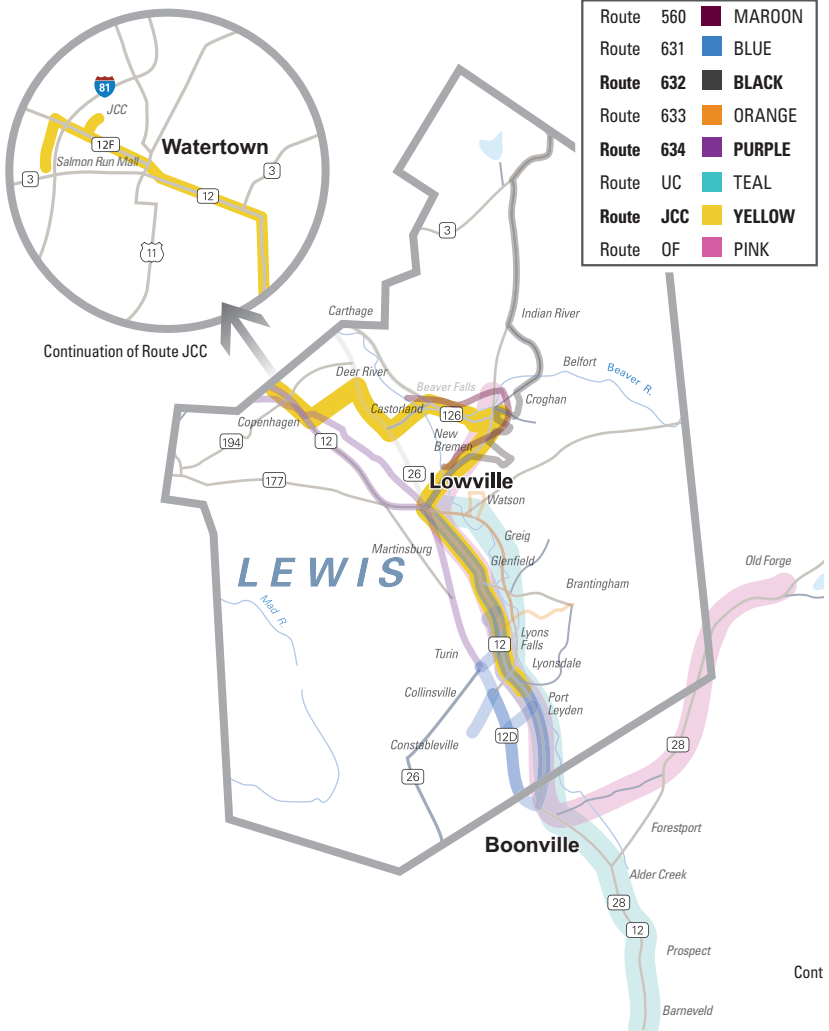 Route 560 MAROON
Route 631 BLUE
Route 632 BLACK
Route 633 ORANGE
Route 634 PURPLE
Route UC TEAL
Route JCC YELLOW
Route OF PINK
81
JCC
12F
Watertown
Salmon Run Mall
3
3
12
11
Continuation of Route JCC
3
Carthage
Indian River
Deer River
Belfort
Beaver R.
Beaver Falls
Croghan
Castorland
126
Copenhagen
New
Bremen
194
12
26
177
Lowville
Watson
Greig
Martinsburg
Glenfield
LEWIS
Brantingham
Old Forge
Mad R.
Lyons
Falls
12
Turin
Lyonsdale
Collinsville
Port
Leyden
12D
Constableville
28
26
Forestport
Boonville
Alder Creek
28
12
Prospect
Cont
Barneveld